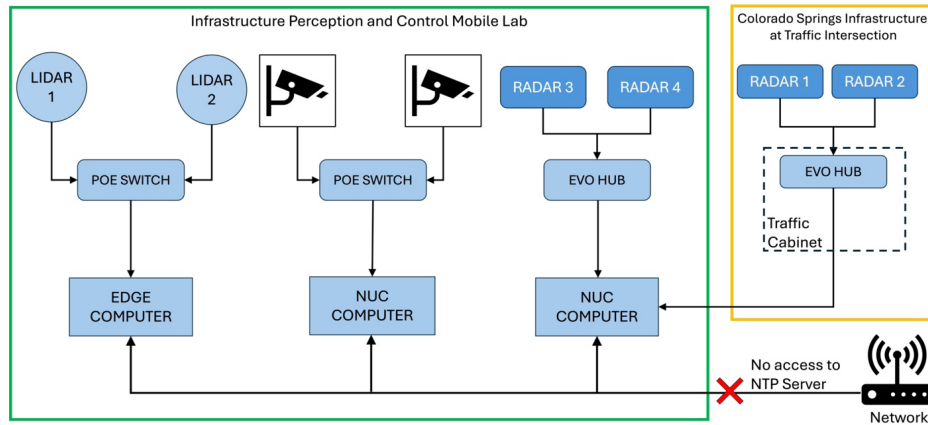 Infrastructure Perception and Control Mobile Lab
Colorado Springs Infrastructure
at Traffic Intersection
LIDAR
1
LIDAR
2
RADAR 3
RADAR 4
RADAR 1
RADAR 2
POE SWITCH
POE SWITCH
EVO HUB
EVO HUB
Traffic
Cabinet
EDGE
COMPUTER
NUC
COMPUTER
NUC
COMPUTER
No access to
NTP Server
Network